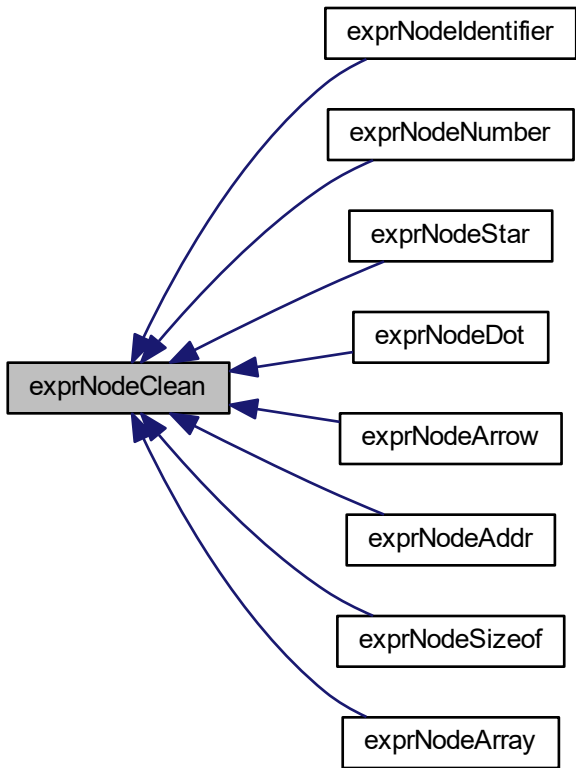 exprNodeIdentifier
exprNodeNumber
exprNodeStar
exprNodeDot
exprNodeClean
exprNodeArrow
exprNodeAddr
exprNodeSizeof
exprNodeArray